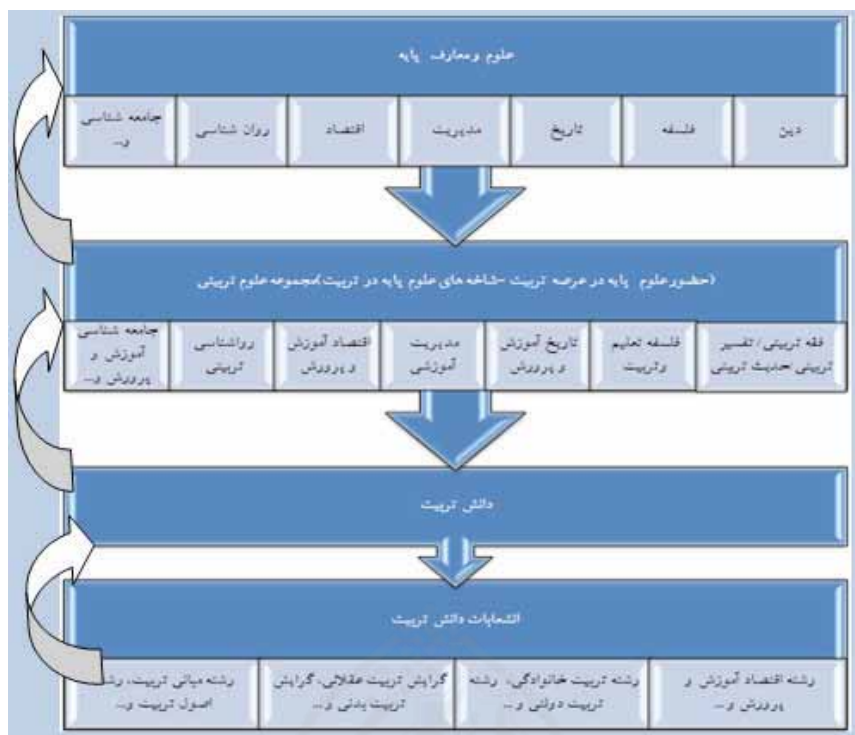 علوم ومعارف پایه
دین
فلسفه
تاریخ
مدیریت
اقتصاد
روان شناسی
جامعه شناسی
و...
(حضور علوم پایه در عرصه تربیت -شاخه های علوم پایه در تربیت)مجموعه علوم تربیتی
فقه تربیتی/ تفسیر
تربیتی/حدیث تربیتی
فلسفه تعلیم
وتربیت
تاریخ آموزش
و پرورش
مدیریت
آموزشی
اقتصاد آموزش
و پرورش
رواشناسی
تربیتی
جامعه شناسی
آموزش و
پرورش و...
دانش تربیت
انشعابات دانش تربیت
رشته اقتصاد آموزش و
پرورش و...
رشته تربیت خانوادگی، رشته
تربیت دولتی و...
گرایش تربیت عقلانی، گرایش
تربیت بدنی و...
رشته مبانی تربیت، رشته
اصول تربیت و...